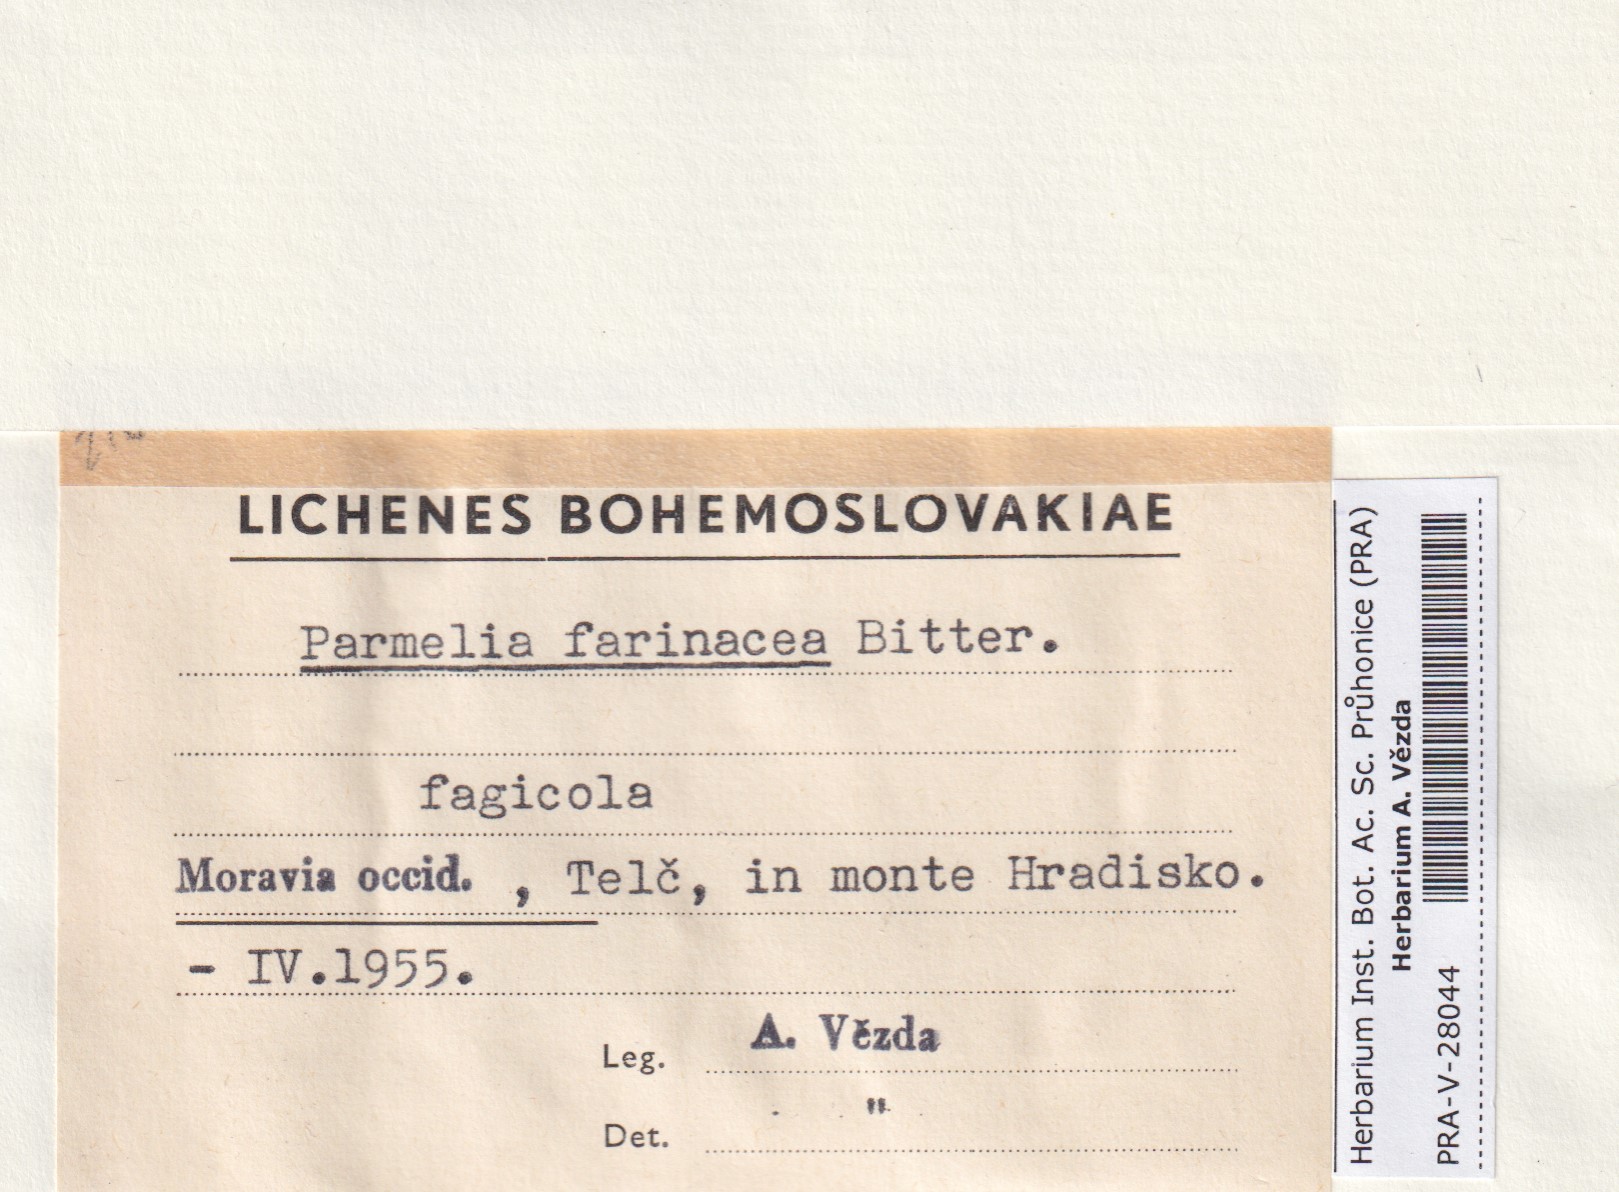 LICHENES BOHEMOSLOVAKIAE
Parmelia farinacea Bitter.
fagicola
Moravia occid. , Telč, in monte Hradisko.
- IV.1955.
Leg. A. Vězda
Det. "
Herbarium Inst. Bot. Ac. Sc. Průhonice (PRA)
Herbarium A. Vězda
PRA-V-28044